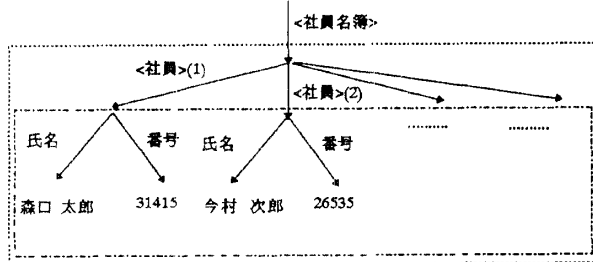 <社員名簿>
<社員>(1)
<社員>(2)
氏名 番号 氏名 番号 ........ ..........
森口 太郎 31415 今村 次郎 26535